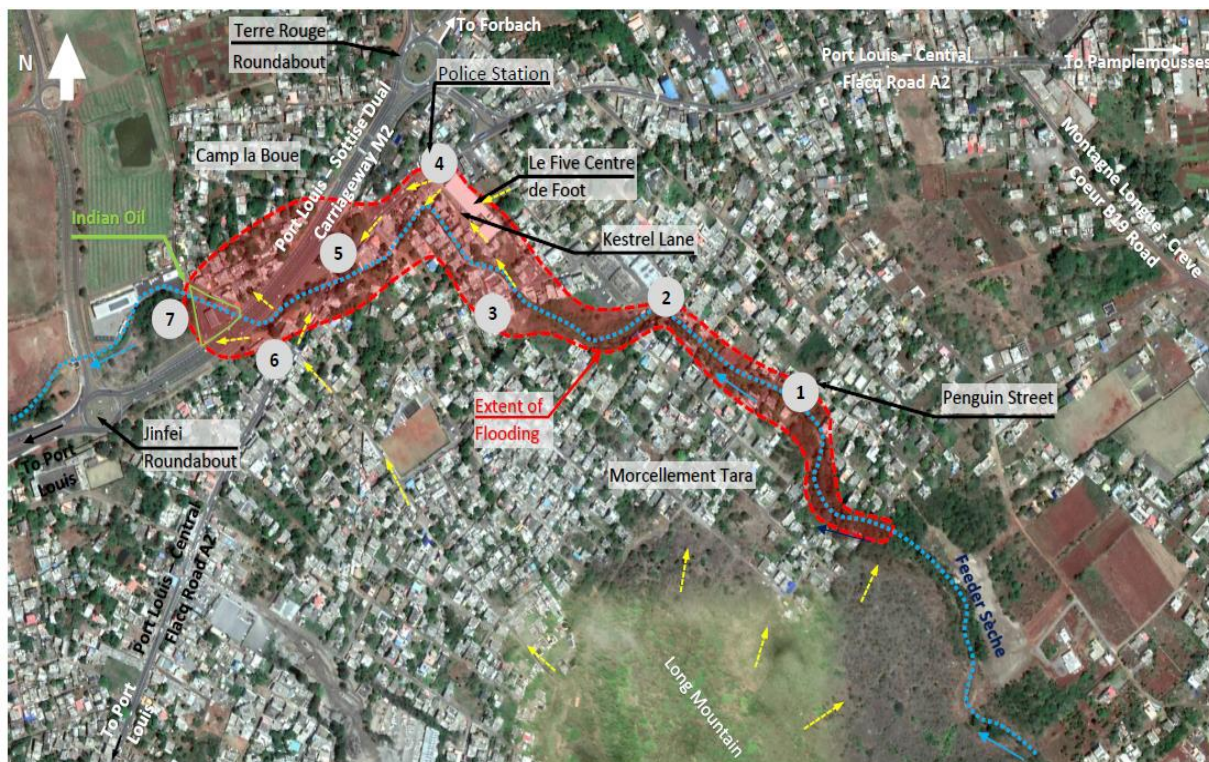 N
To Forbach
Terre Rouge
Roundabout
Police Station
Port Louis – Central
Flacq Road A2
To Pamplemousses
Montagne Longue - Creve
Coeur B49 Road
Camp la Boue
Port Louis – Sottise Dual
Carriageway M2
4
Le Five Centre
de Foot
Indian Oil
Kestrel Lane
5
2
3
7
6
1
Penguin Street
Extent of
Flooding
Jinfei
Roundabout
To Port
Louis
Morcellement Tara
Port Louis – Central
Flacq Road A2
Feeder Sèche
Long Mountain
To Port
Louis